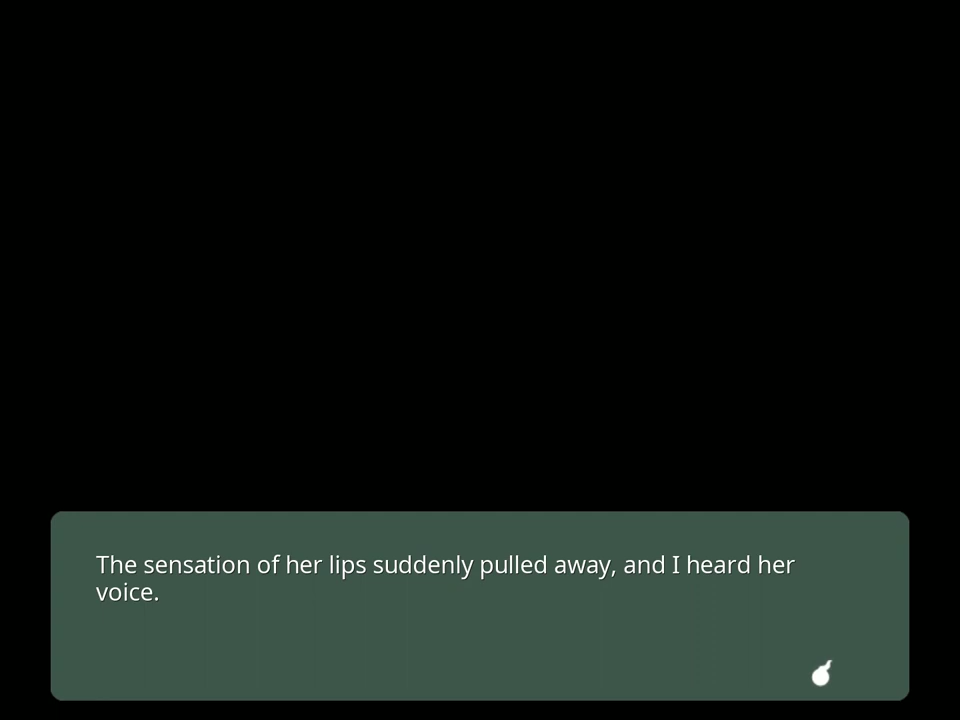 The sensation of her lips suddenly pulled away, and I heard her
voice.